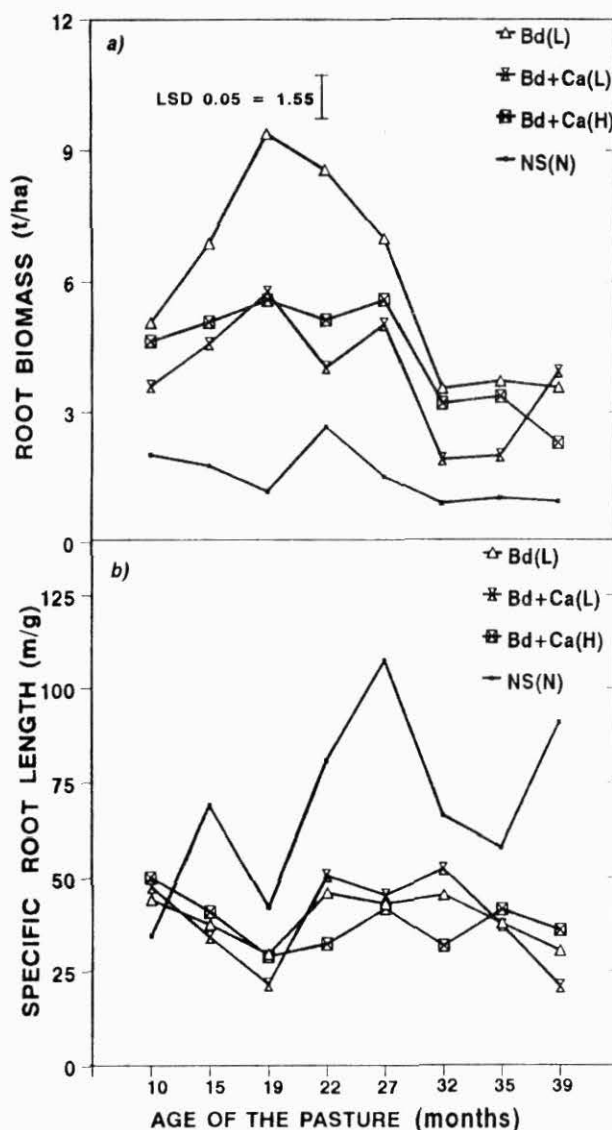 12
a)
Bd(L)
LSD 0.05 = 1.55
Bd+Ca(L)
9
Bd+Ca(H)
NS(N)
6
3
0
ROOT BIOMASS (t/ha)
b)
Bd(L)
125
Bd+Ca(L)
Bd+Ca(H)
100
NS(N)
75
50
25
0
SPECIFIC ROOT LENGTH (m/g)
10 15 19 22 27 32 35 39
AGE OF THE PASTURE (months)